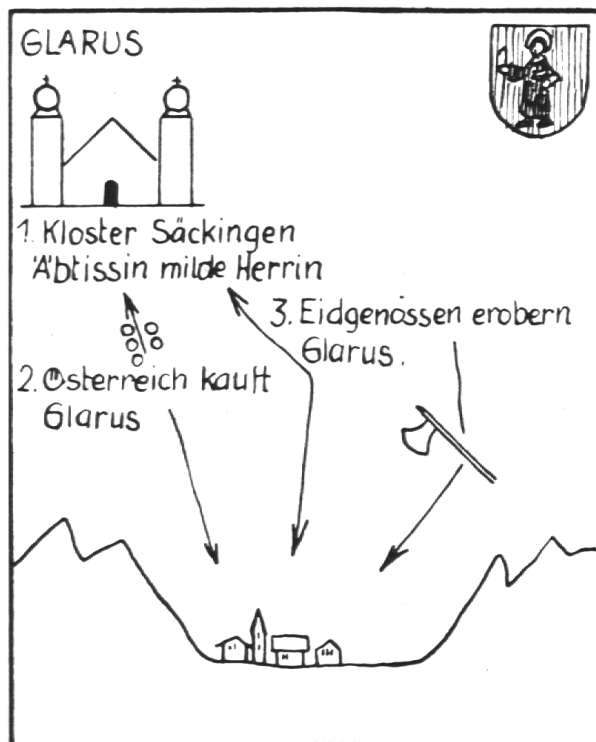 GLARUS
1. Kloster Säckingen
Äbtissin milde Herrin
3. Eidgenossen erobern
Glarus.
2. Österreich kauft
Glarus